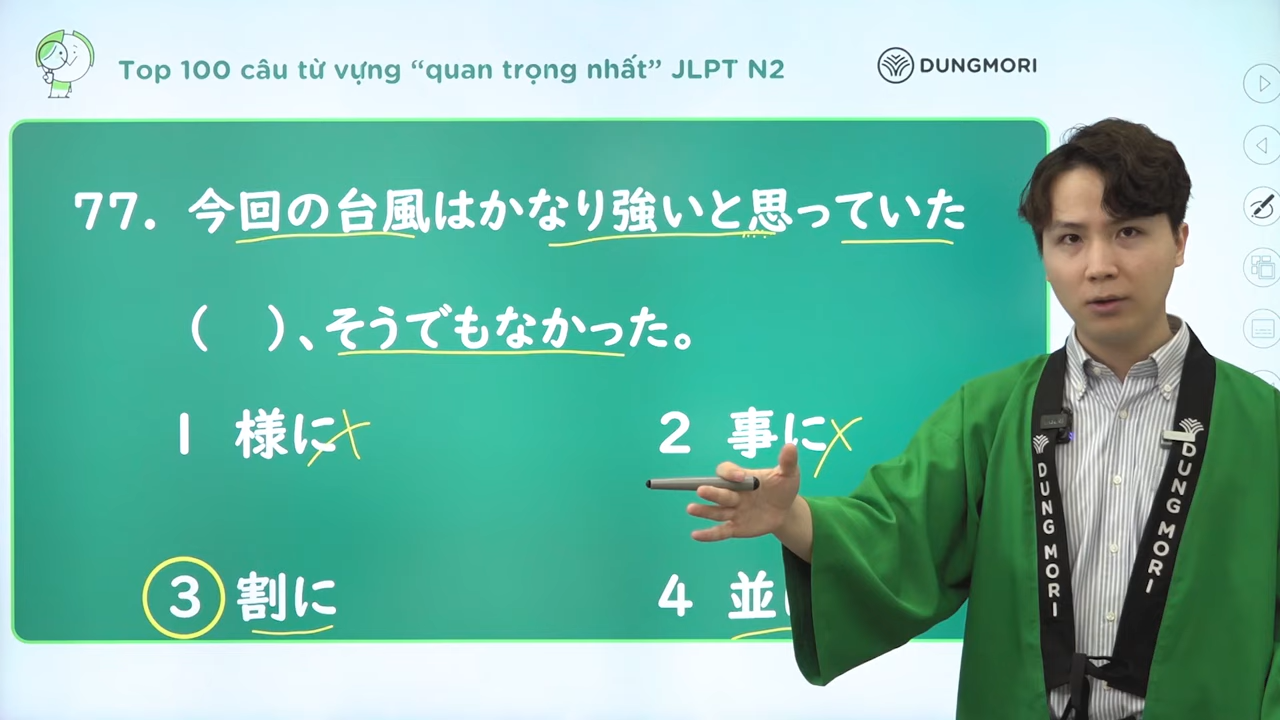 Top 100 câu từ vựng “quan trọng nhất” JLPT N2
DUNGMORI
77. 今回の台風はかなり強いと思っていた
(　)、そうでもなかった。
1 様に
2 事に
3 割に
4 並
DUNG MORI
DUNG MORI